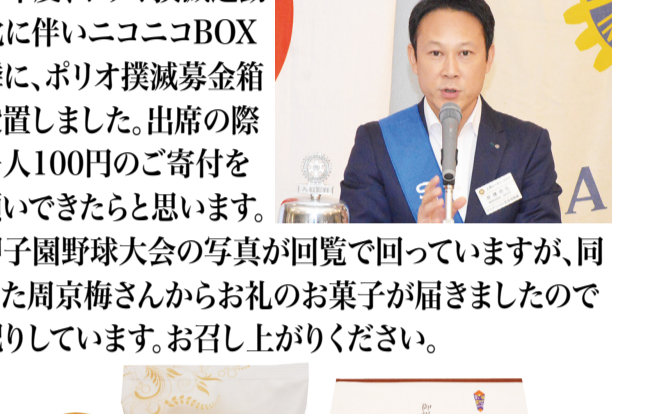 に伴いニコニコBOX
に、ポリオ撲滅募金箱
置しました。出席の際
人100円のご寄付を
いできたらと思います。
子園野球大会の写真が回覧で回っていますが、同
た周京梅さんからお礼のお菓子が届きましたので
りしています。お召し上がりください。
A